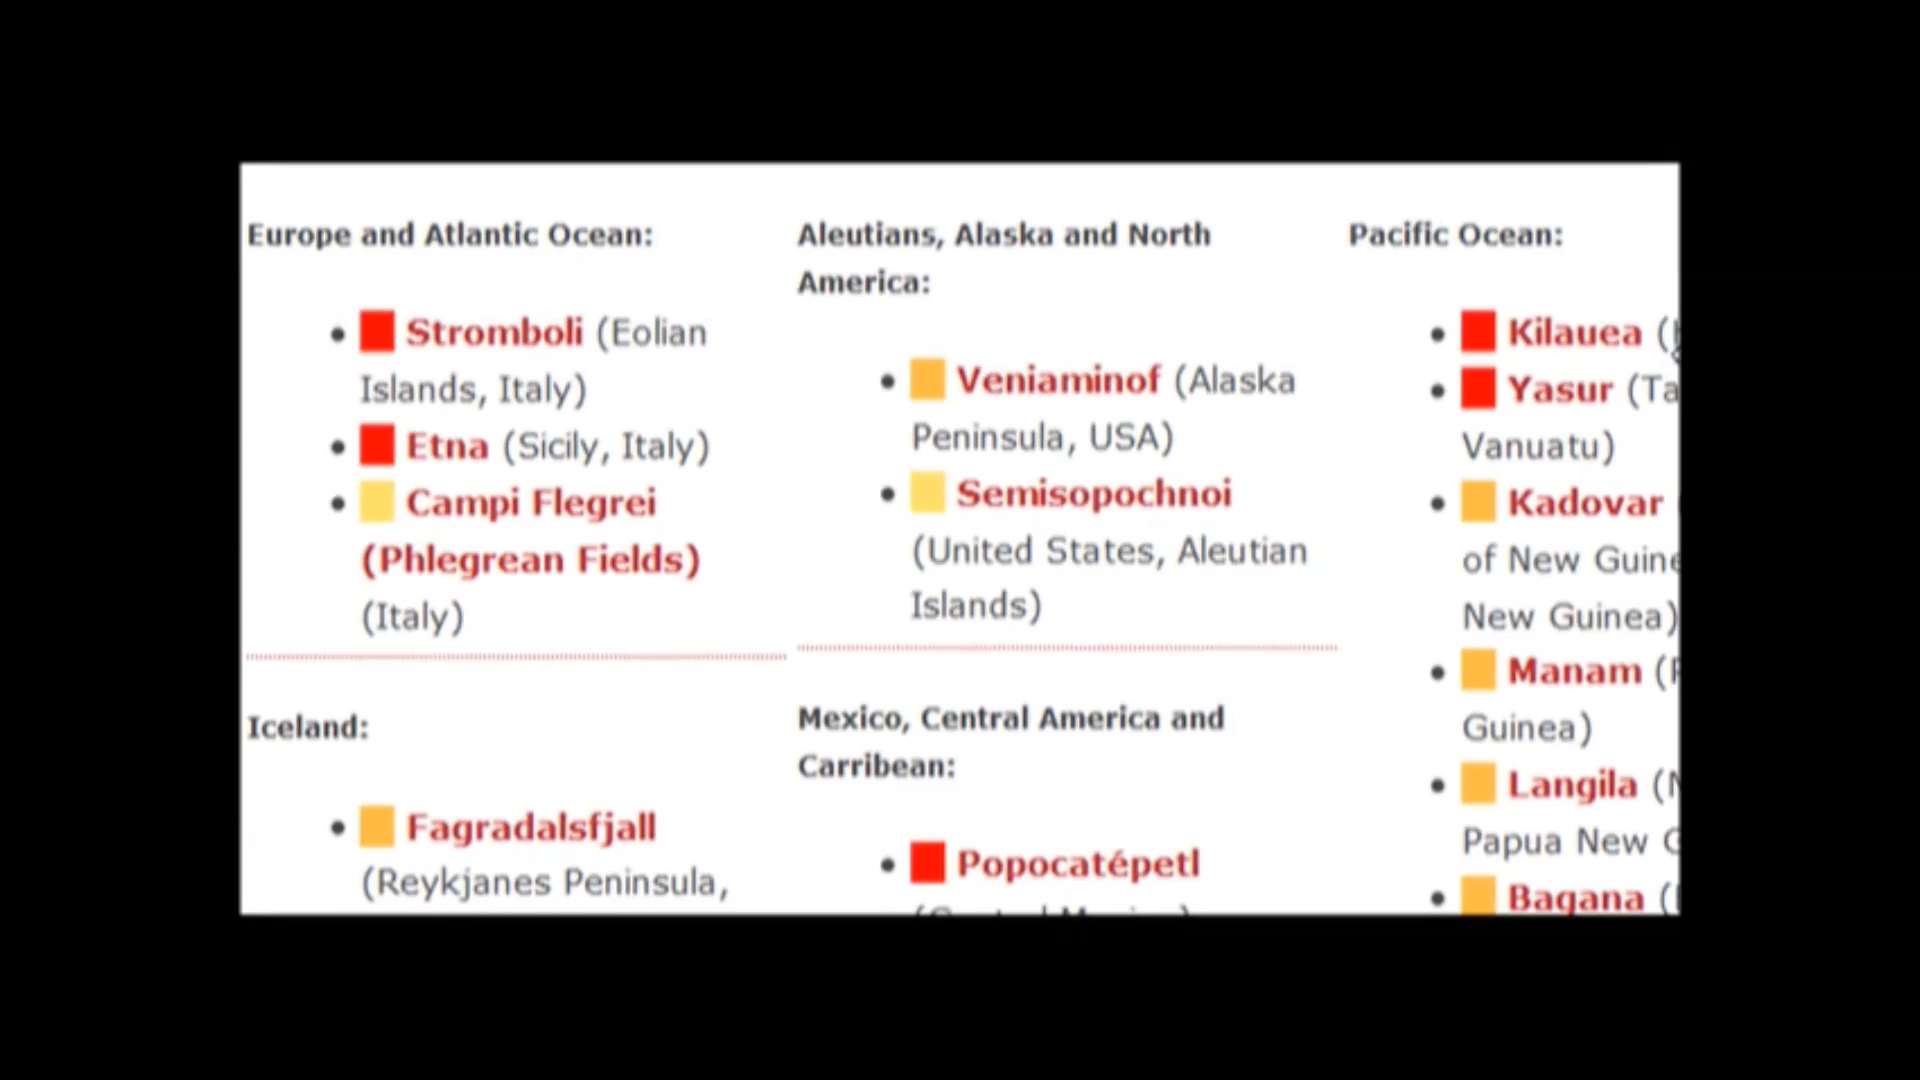 Europe and Atlantic Ocean:
Stromboli (Eolian
Islands, Italy)
Etna (Sicily, Italy)
Campi Flegrei
(Phlegrean Fields)
(Italy)
Iceland:
Fagradalsfjall
(Reykjanes Peninsula,
Aleutians, Alaska and North
America:
Veniaminof (Alaska
Peninsula, USA)
Semisopochnoi
(United States, Aleutian
Islands)
Mexico, Central America and
Carribean:
Popocatépetl
Pacific Ocean:
Kilauea
Yasur (Ta
Vanuatu)
Kadovar
of New Guine
New Guinea)
Manam
Guinea)
Langila
Papua New
Bagana